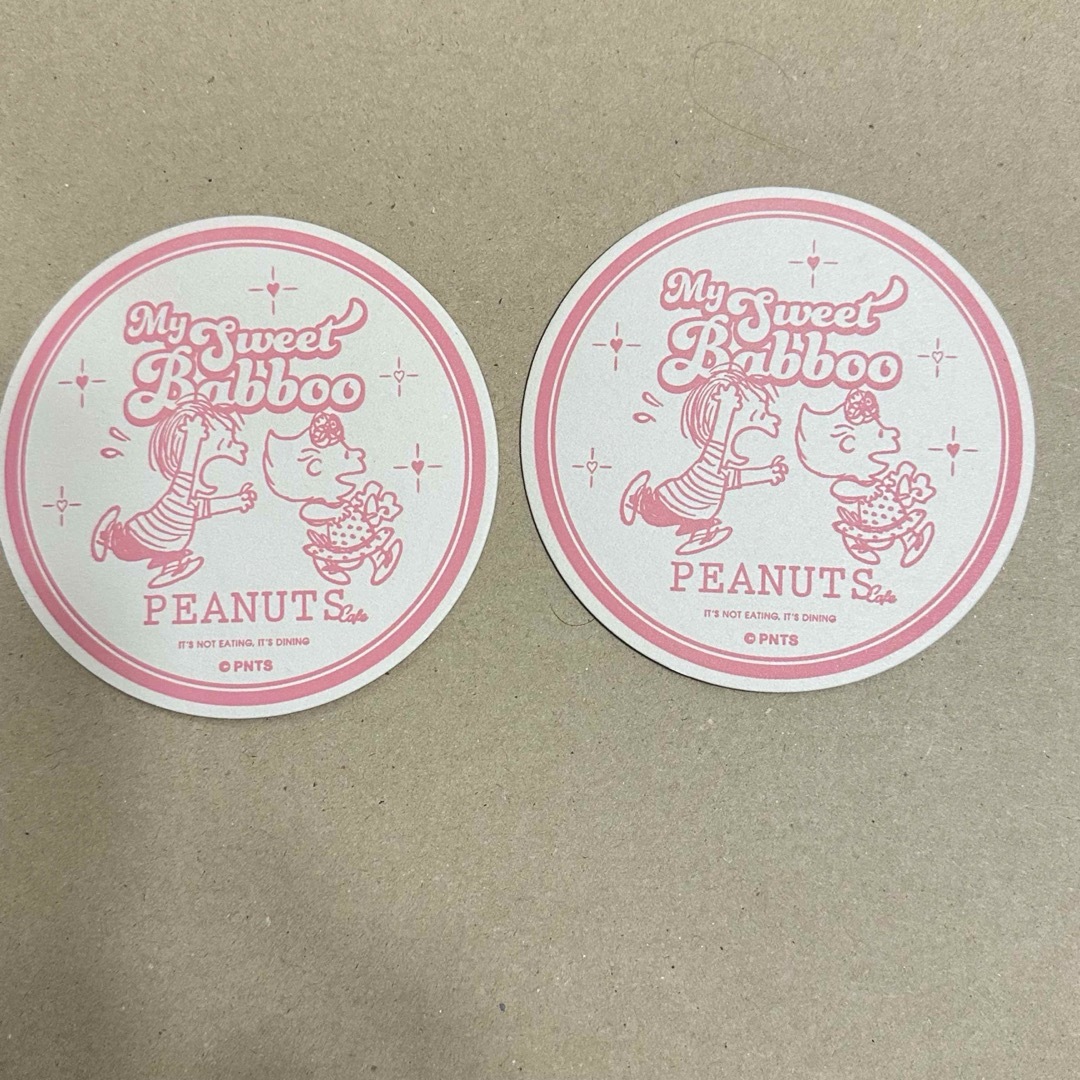 My Sweet
Babboo
PEANUTS Cafe
IT'S NOT EATING, IT'S DINING
© PNTS
My Sweet
Babboo
PEANUTS Cafe
IT'S NOT EATING, IT'S DINING
© PNTS